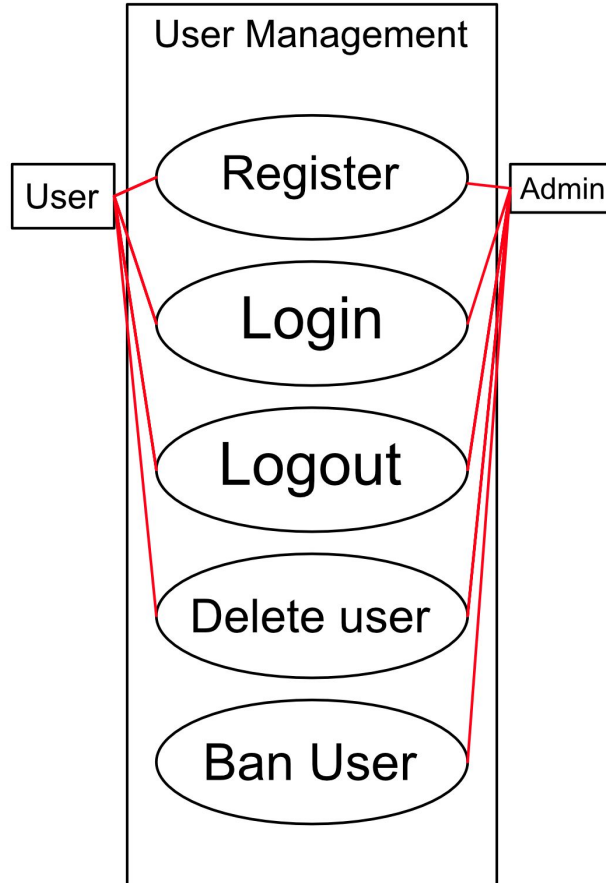 User Management
Register
User
Admin
Login
Logout
Delete user
Ban User